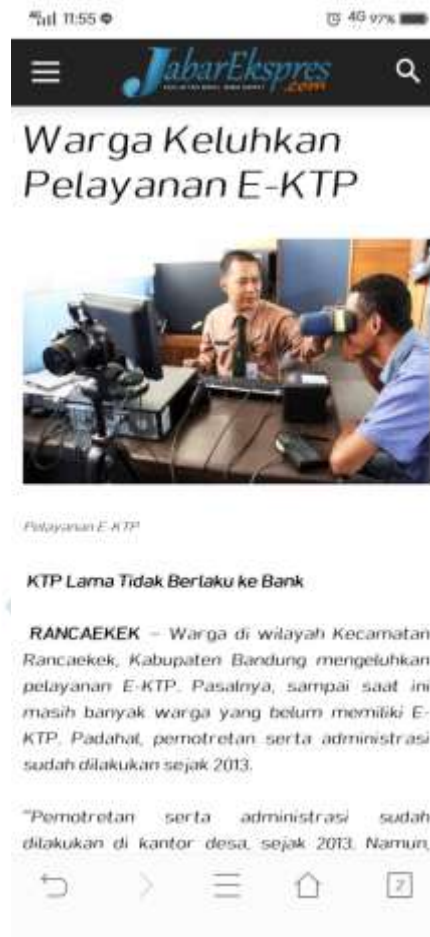 11:55
4G 97%
JabarEkspres
.com
Warga Keluhkan
Pelayanan E-KTP
Pelayanan E-KTP
KTP Lama Tidak Berlaku ke Bank
RANCAEKEK – Warga di wilayah Kecamatan
Rancaekek, Kabupaten Bandung mengeluhkan
pelayanan E-KTP. Pasalnya, sampai saat ini
masih banyak warga yang belum memiliki E-
KTP. Padahal, pemotretan serta administrasi
sudah dilakukan sejak 2013.
"Pemotretan serta administrasi sudah
dilakukan di kantor desa, sejak 2013. Namun,
2